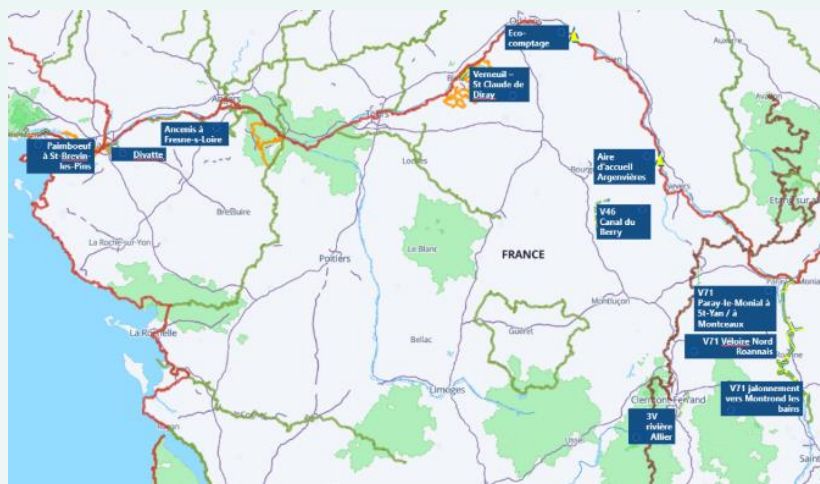 Eco-
comptage
Auxerre
Verneuil –
St Claude de
Diray
Avallon
Angers
Tours
Ancenis à
Fresne-s-Loire
Paimboeuf
à St-Brevin-
les-Pins
Divatte
Loches
Aire
d'accueil
Argenvières
Nevers
V46
Canal du
Berry
Bressuire
La Roche-sur-Yon
Poitiers
Le Blanc
FRANCE
V71
Paray-le-Monial à
St-Yan / à
Montceaux
La Rochelle
Montluçon
Guéret
Bellac
V71 Véloire Nord
Roannais
V71 jalonnement
vers Montrond les
bains
Limoges
Clermont-Ferrand
3V
rivière
Allier
Ussel